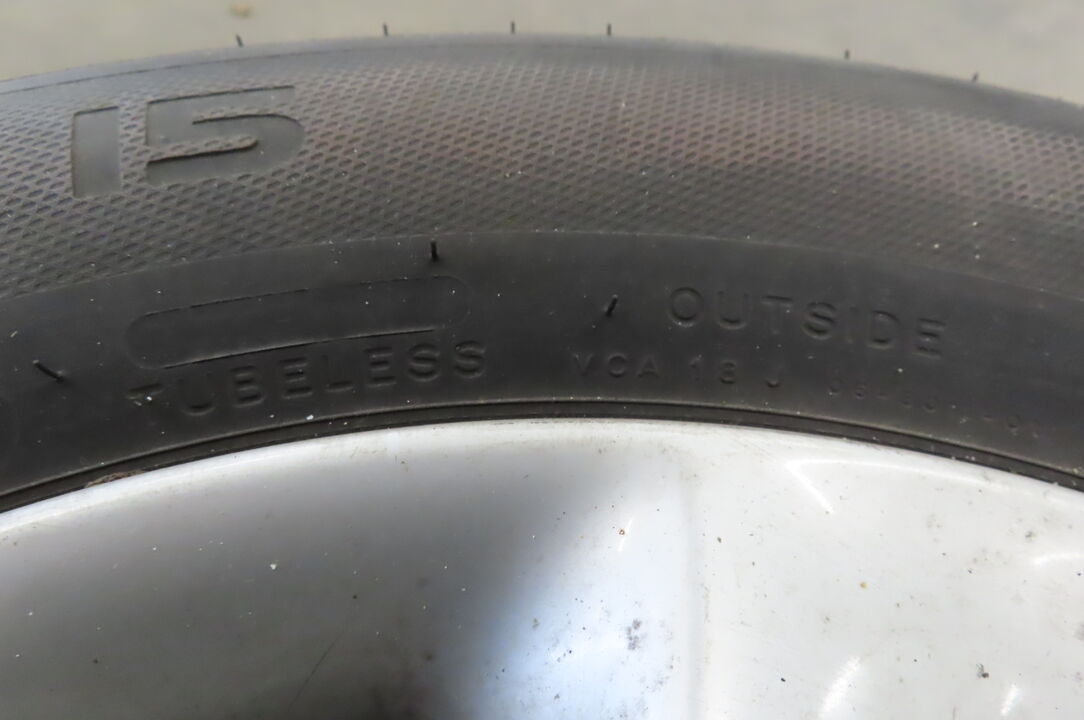 15
OUTSIDE
TUBELESS
VCA 18 J